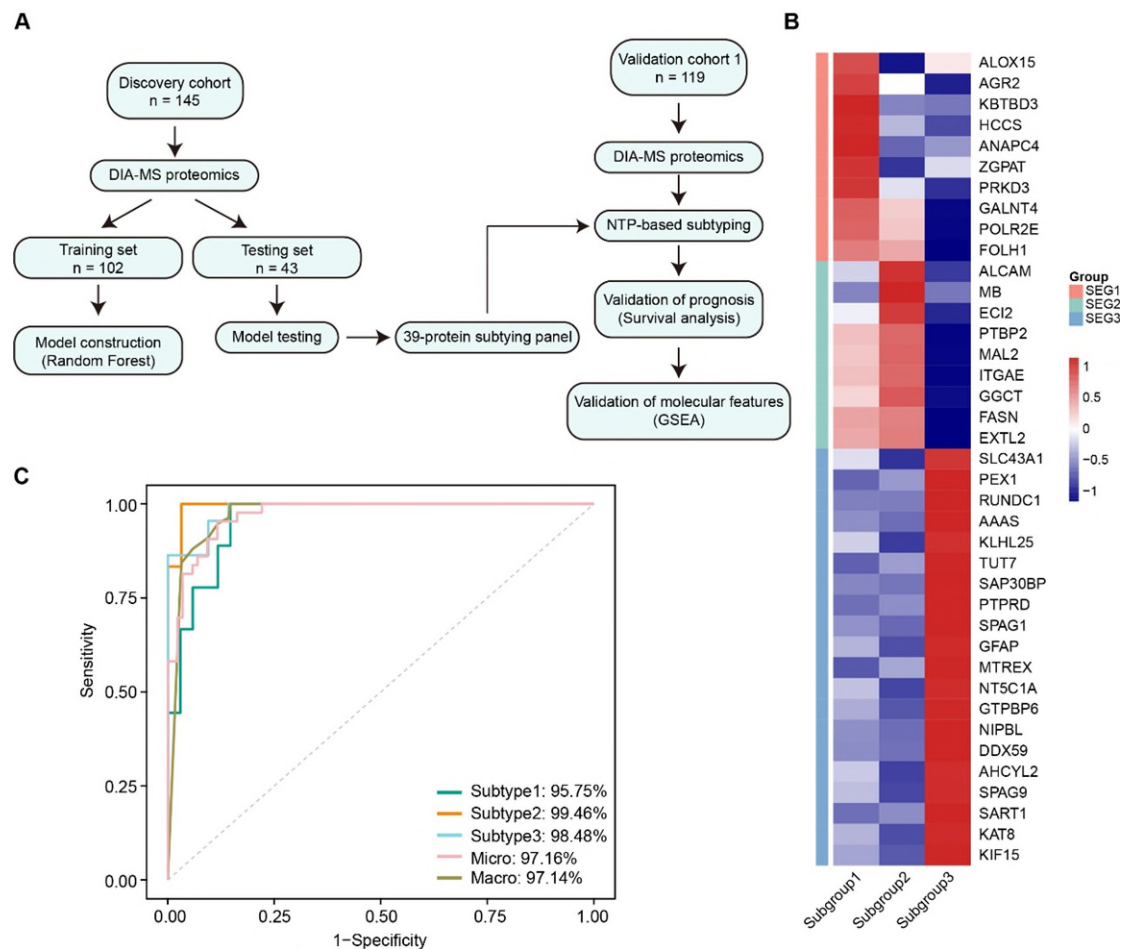 A
Discovery cohort
n = 145
DIA-MS proteomics
Training set
n = 102
Testing set
n = 43
Model construction
(Random Forest)
Model testing
39-protein subtying panel
Validation cohort 1
n = 119
DIA-MS proteomics
NTP-based subtyping
Validation of prognosis
(Survival analysis)
Validation of molecular features
(GSEA)
B
ALOX15
AGR2
KBTBD3
HCCS
ANAPC4
ZGPAT
PRKD3
GALNT4
POLR2E
FOLH1
ALCAM
MB
ECI2
PTBP2
MAL2
ITGAE
GGCT
FASN
EXTL2
SLC43A1
PEX1
RUNDC1
AAAS
KLHL25
TUT7
SAP30BP
PTPRD
SPAG1
GFAP
MTREX
NT5C1A
GTPBP6
NIPBL
DDX59
AHCYL2
SPAG9
SART1
KAT8
KIF15
Subgroup1
Subgroup2
Subgroup3
Group
SEG1
SEG2
SEG3
1
0.5
0
−0.5
−1
C
Sensitivity
1.00
0.75
0.50
0.25
0.00
Subtype1: 95.75%
Subtype2: 99.46%
Subtype3: 98.48%
Micro: 97.16%
Macro: 97.14%
0.00
0.25
0.50
0.75
1.00
1−Specificity